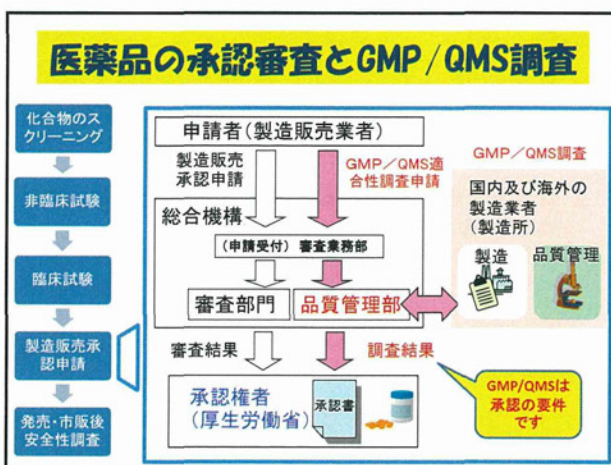 医薬品の承認審査とGMP/QMS調査
化合物のス
クリーニング
非臨床試験
臨床試験
製造販売承
認申請
発売・市販後
安全性調査
申請者(製造販売業者)
製造販売
承認申請
GMP/QMS適
合性調査申請
総合機構
(申請受付) 審査業務部
審査部門
品質管理部
審査結果
調査結果
承認権者
(厚生労働省)
承認書
GMP/QMS調査
国内及び海外の
製造業者
(製造所)
製造
品質管理
GMP/QMSは
承認の要件
です